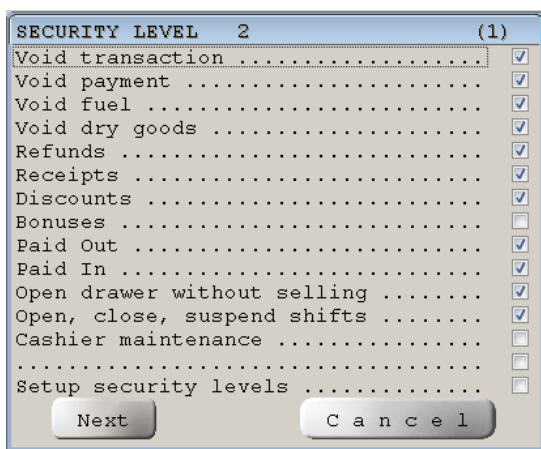 SECURITY LEVEL 2 (1)
Void transaction ....................
Void payment ........................
Void fuel ...........................
Void dry goods ......................
Refunds .............................
Receipts ............................
Discounts ...........................
Bonuses .............................
Paid Out ............................
Paid In .............................
Open drawer without selling ........
Open, close, suspend shifts ........
Cashier maintenance ................
.....................................
Setup security levels ..............
Next Cancel